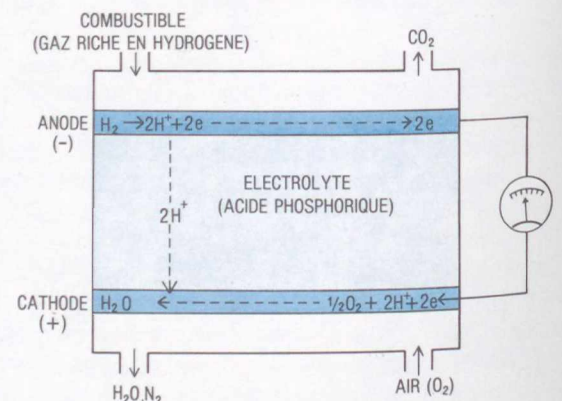 COMBUSTIBLE
(GAZ RICHE EN HYDROGENE)
CO₂
ANODE
(-)
H₂ →2H⁺+2e ---→2e
2H⁺
ELECTROLYTE
(ACIDE PHOSPHORIQUE)
CATHODE
(+)
H₂O ←--- ½O₂ + 2H⁺+2e
H₂O,N₂
AIR (O₂)